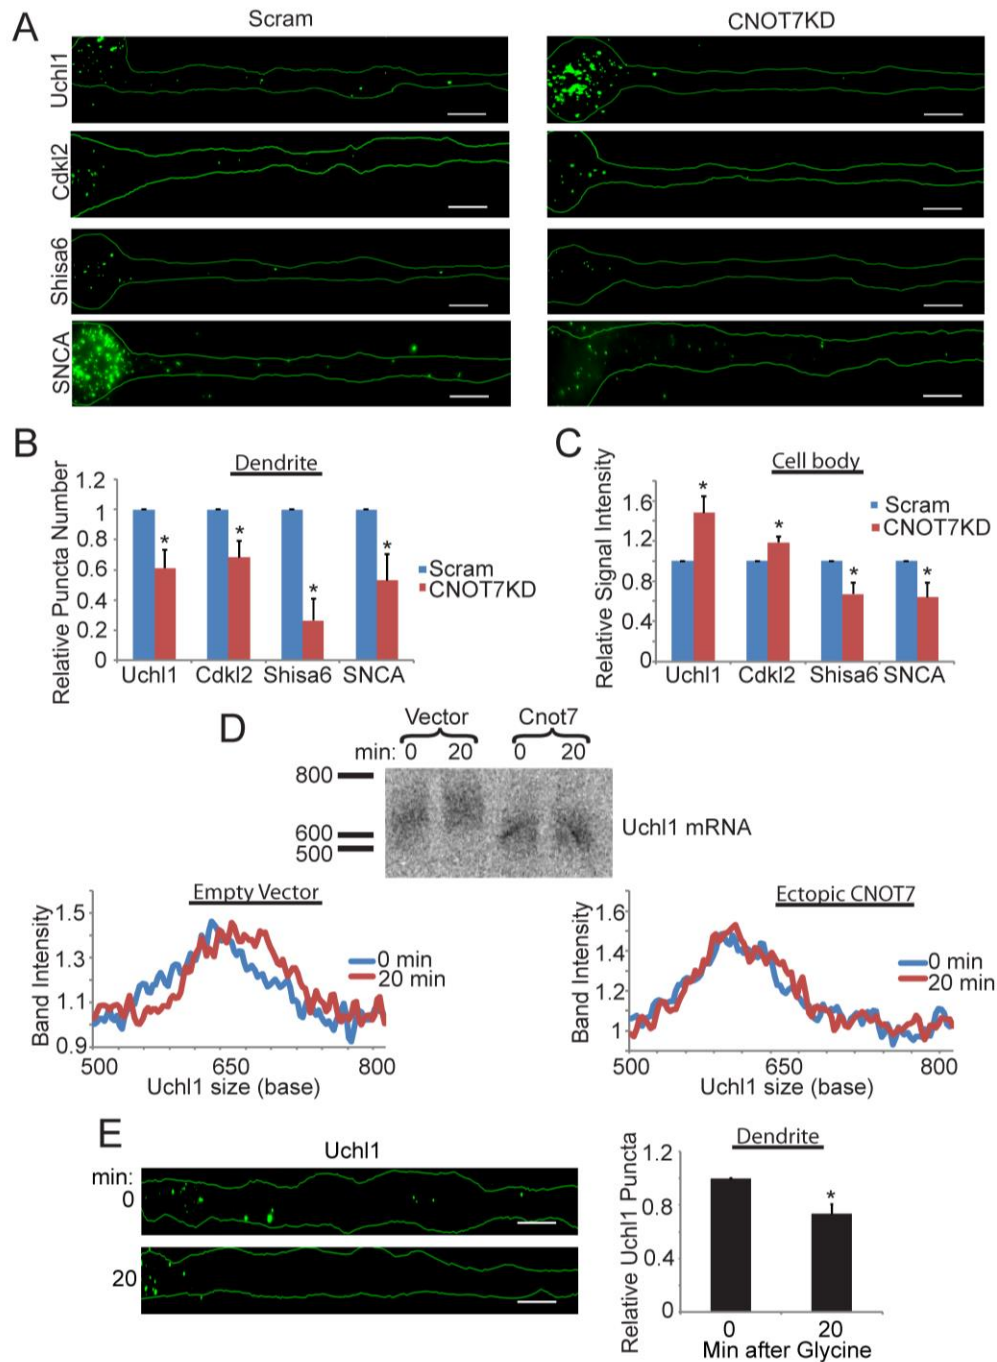 A
Scram
CNOT7KD
Uchl1
Cdkl2
Shisa6
SNCA
B
Dendrite
Relative Puncta Number
1.2
1
0.8
0.6
0.4
0.2
0
*
*
*
*
Uchl1 Cdkl2 Shisa6 SNCA
Scram
CNOT7KD
C
Cell body
Relative Signal Intensity
1.6
1.2
0.8
0.4
0
*
*
*
*
Uchl1 Cdkl2 Shisa6 SNCA
Scram
CNOT7KD
D
Vector Cnot7
min: 0 20 0 20
800
600
500
Uchl1 mRNA
Empty Vector
Band Intensity
1.5
1.3
1.1
0.9
0 min
20 min
500 650 800
Uchl1 size (base)
Ectopic CNOT7
Band Intensity
1.6
1.4
1.2
1
0 min
20 min
500 650 800
Uchl1 size (base)
E
Uchl1
min:
0
20
Dendrite
Relative Uchl1 Puncta
1.2
0.8
0.4
0
*
0 20
Min after Glycine